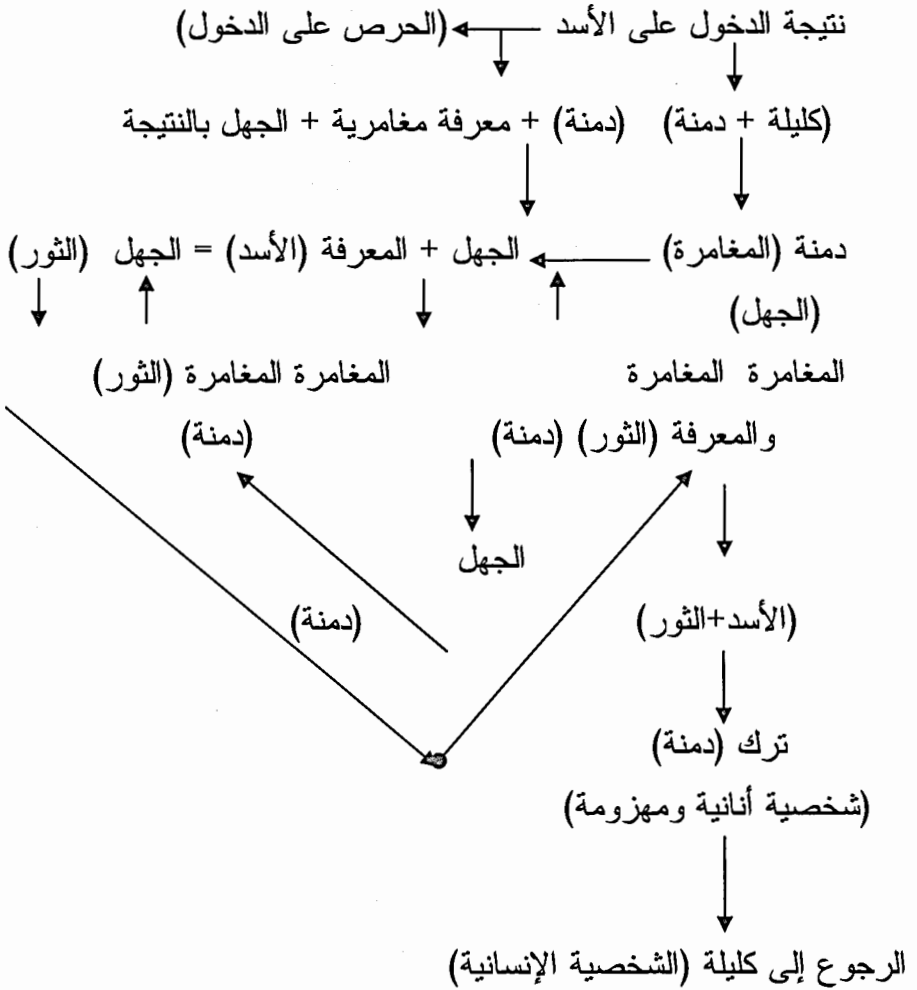 نتيجة الدخول على الأسد (الحرص على الدخول)
(كليلة + دمنة) (دمنة) + معرفة مغامرية + الجهل بالنتيجة
دمنة (المغامرة) الجهل + المعرفة (الأسد) = الجهل (الثور)
(الجهل)
المغامرة المغامرة المغامرة المغامرة (الثور)
والمعرفة (الثور) (دمنة) (دمنة)
الجهل
(الأسد+الثور) (دمنة)
ترك (دمنة)
(شخصية أنانية ومهزومة)
الرجوع إلى كليلة (الشخصية الإنسانية)